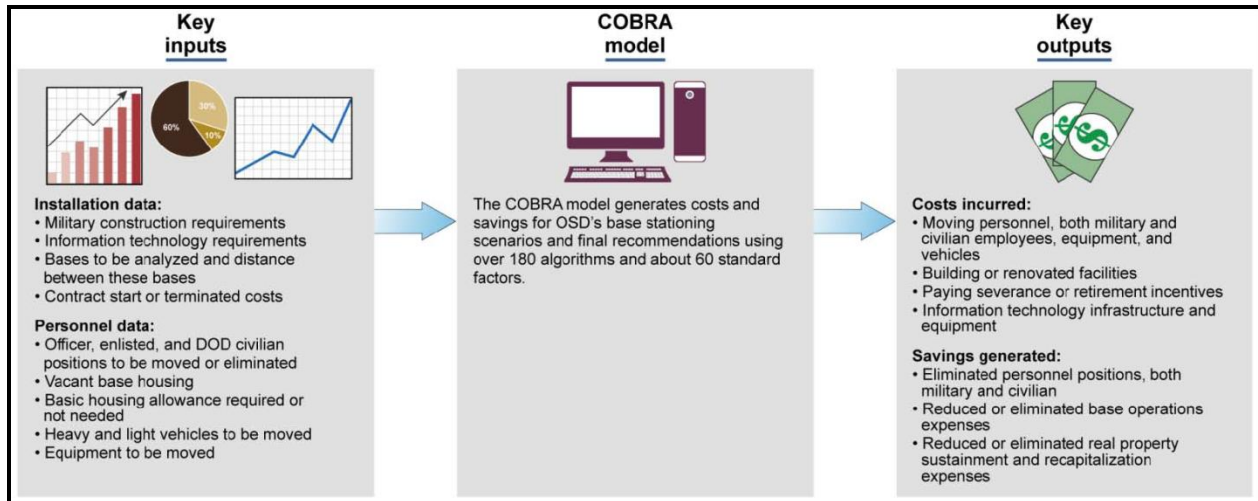 Key
inputs
60%
30%
10%
Installation data:
• Military construction requirements
• Information technology requirements
• Bases to be analyzed and distance
between these bases
• Contract start or terminated costs
Personnel data:
• Officer, enlisted, and DOD civilian
positions to be moved or eliminated
• Vacant base housing
• Basic housing allowance required or
not needed
• Heavy and light vehicles to be moved
• Equipment to be moved
COBRA
model
The COBRA model generates costs and
savings for OSD’s base stationing
scenarios and final recommendations using
over 180 algorithms and about 60 standard
factors.
Key
outputs
$ $ $
Costs incurred:
• Moving personnel, both military and
civilian employees, equipment, and
vehicles
• Building or renovated facilities
• Paying severance or retirement incentives
• Information technology infrastructure and
equipment
Savings generated:
• Eliminated personnel positions, both
military and civilian
• Reduced or eliminated base operations
expenses
• Reduced or eliminated real property
sustainment and recapitalization
expenses